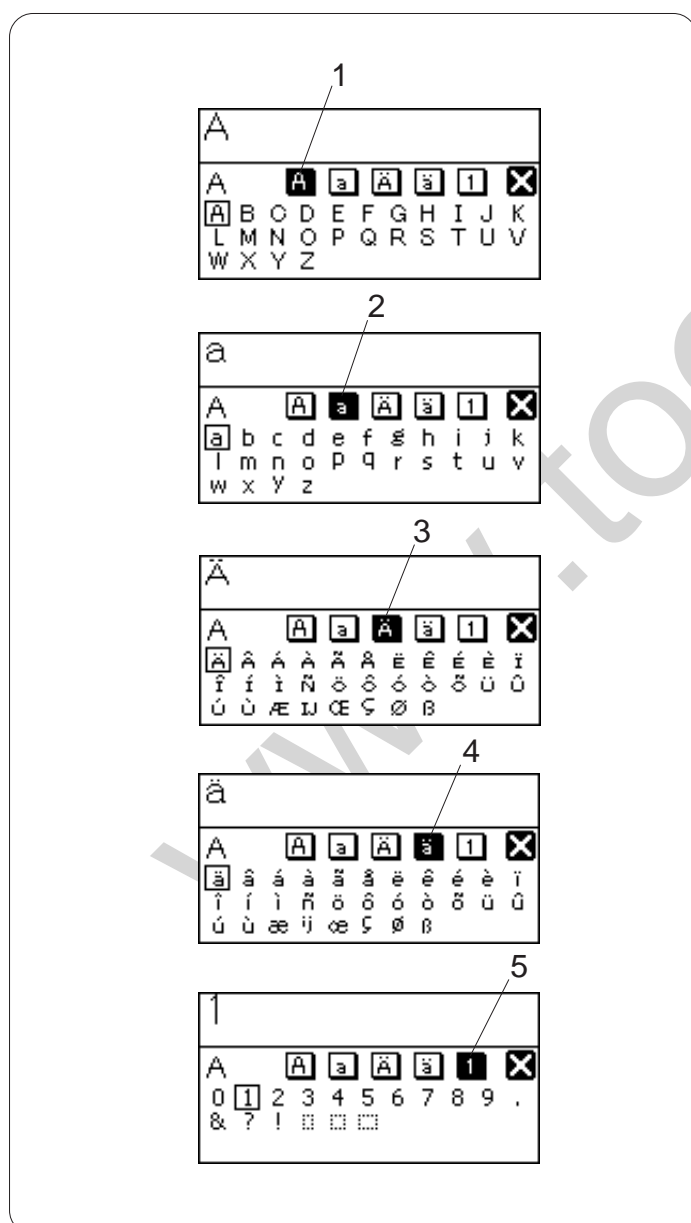 1
A
A A a Ä ä 1 X
A B C D E F G H I J K
L M N O P Q R S T U V
W X Y Z
2
a
A A a Ä ä 1 X
a b c d e f g h i j k
l m n o p q r s t u v
w x y z
3
Ä
A A a Ä ä 1 X
Ä Â Á À Ã Å Ë Ê É È Ï
Î Í Ì Ñ Ö Ô Ó Ò Õ Ü Û
Ú Ù Æ IJ Œ Ç Ø ß
4
ä
A A a Ä ä 1 X
ä â á à ã å ë ê é è ï
î í ì ñ ö ô ó ò õ ü û
ú ù æ ij œ ç ø ß
5
1
A A a Ä ä 1 X
0 1 2 3 4 5 6 7 8 9 .
& ? !